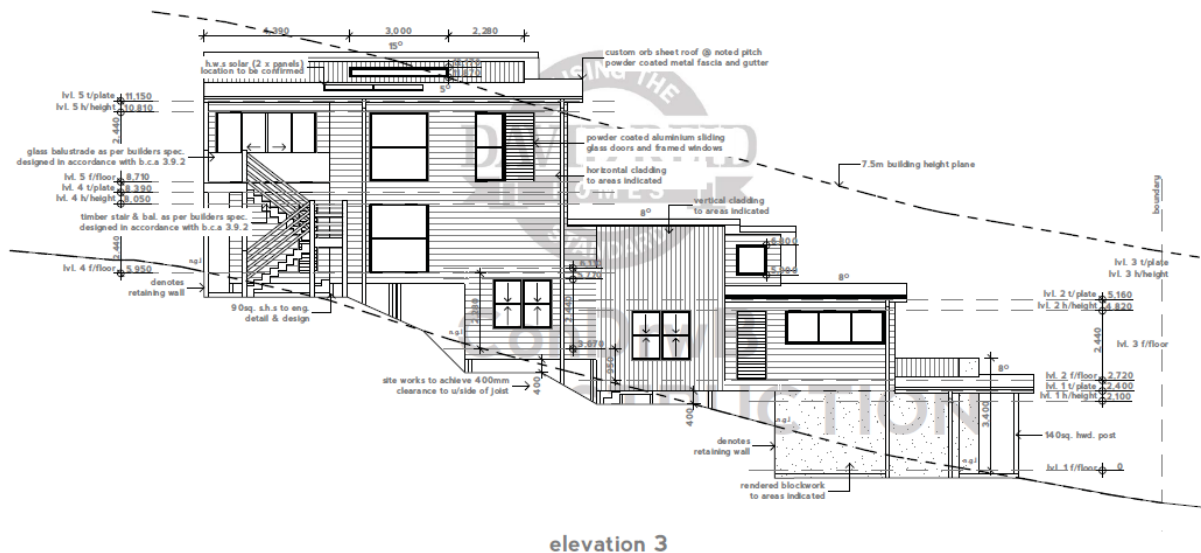 4,390 3,000 2,280
15°
h.w.s solar (2 x panels)
location to be confirmed
5°
custom orb sheet roof @ noted pitch
powder coated metal fascia and gutter
lvl. 5 t/plate 11,150
lvl. 5 h/height 10,810
2,440
glass balustrade as per builders spec.
designed in accordance with b.c.a 3.9.2
lvl. 5 f/floor 8,710
lvl. 4 t/plate 8,390
lvl. 4 h/height 8,050
timber stair & bal. as per builders spec.
designed in accordance with b.c.a 3.9.2
2,440
lvl. 4 f/floor 5,950
n.g.l
denotes
retaining wall
90sq. s.h.s to eng.
detail & design
powder coated aluminium sliding
glass doors and framed windows
horizontal cladding
to areas indicated
vertical cladding
to areas indicated
7.5m building height plane
boundary
8°
8°
lvl. 3 t/plate
lvl. 3 h/height
lvl. 2 t/plate 5,160
lvl. 2 h/height 4,820
2,440
lvl. 3 f/floor
lvl. 2 f/floor 2,720
lvl. 1 t/plate 2,400
lvl. 1 h/height 2,100
8°
3,400
5,770
2,440
3,670
950
n.g.l
site works to achieve 400mm
clearance to u/side of joist
400
400
n.g.l
denotes
retaining wall
140sq. hwd. post
n.g.l
lvl. 1 f/floor 0
rendered blockwork
to areas indicated
USING THE
HOMES
STANDARD
elevation 3